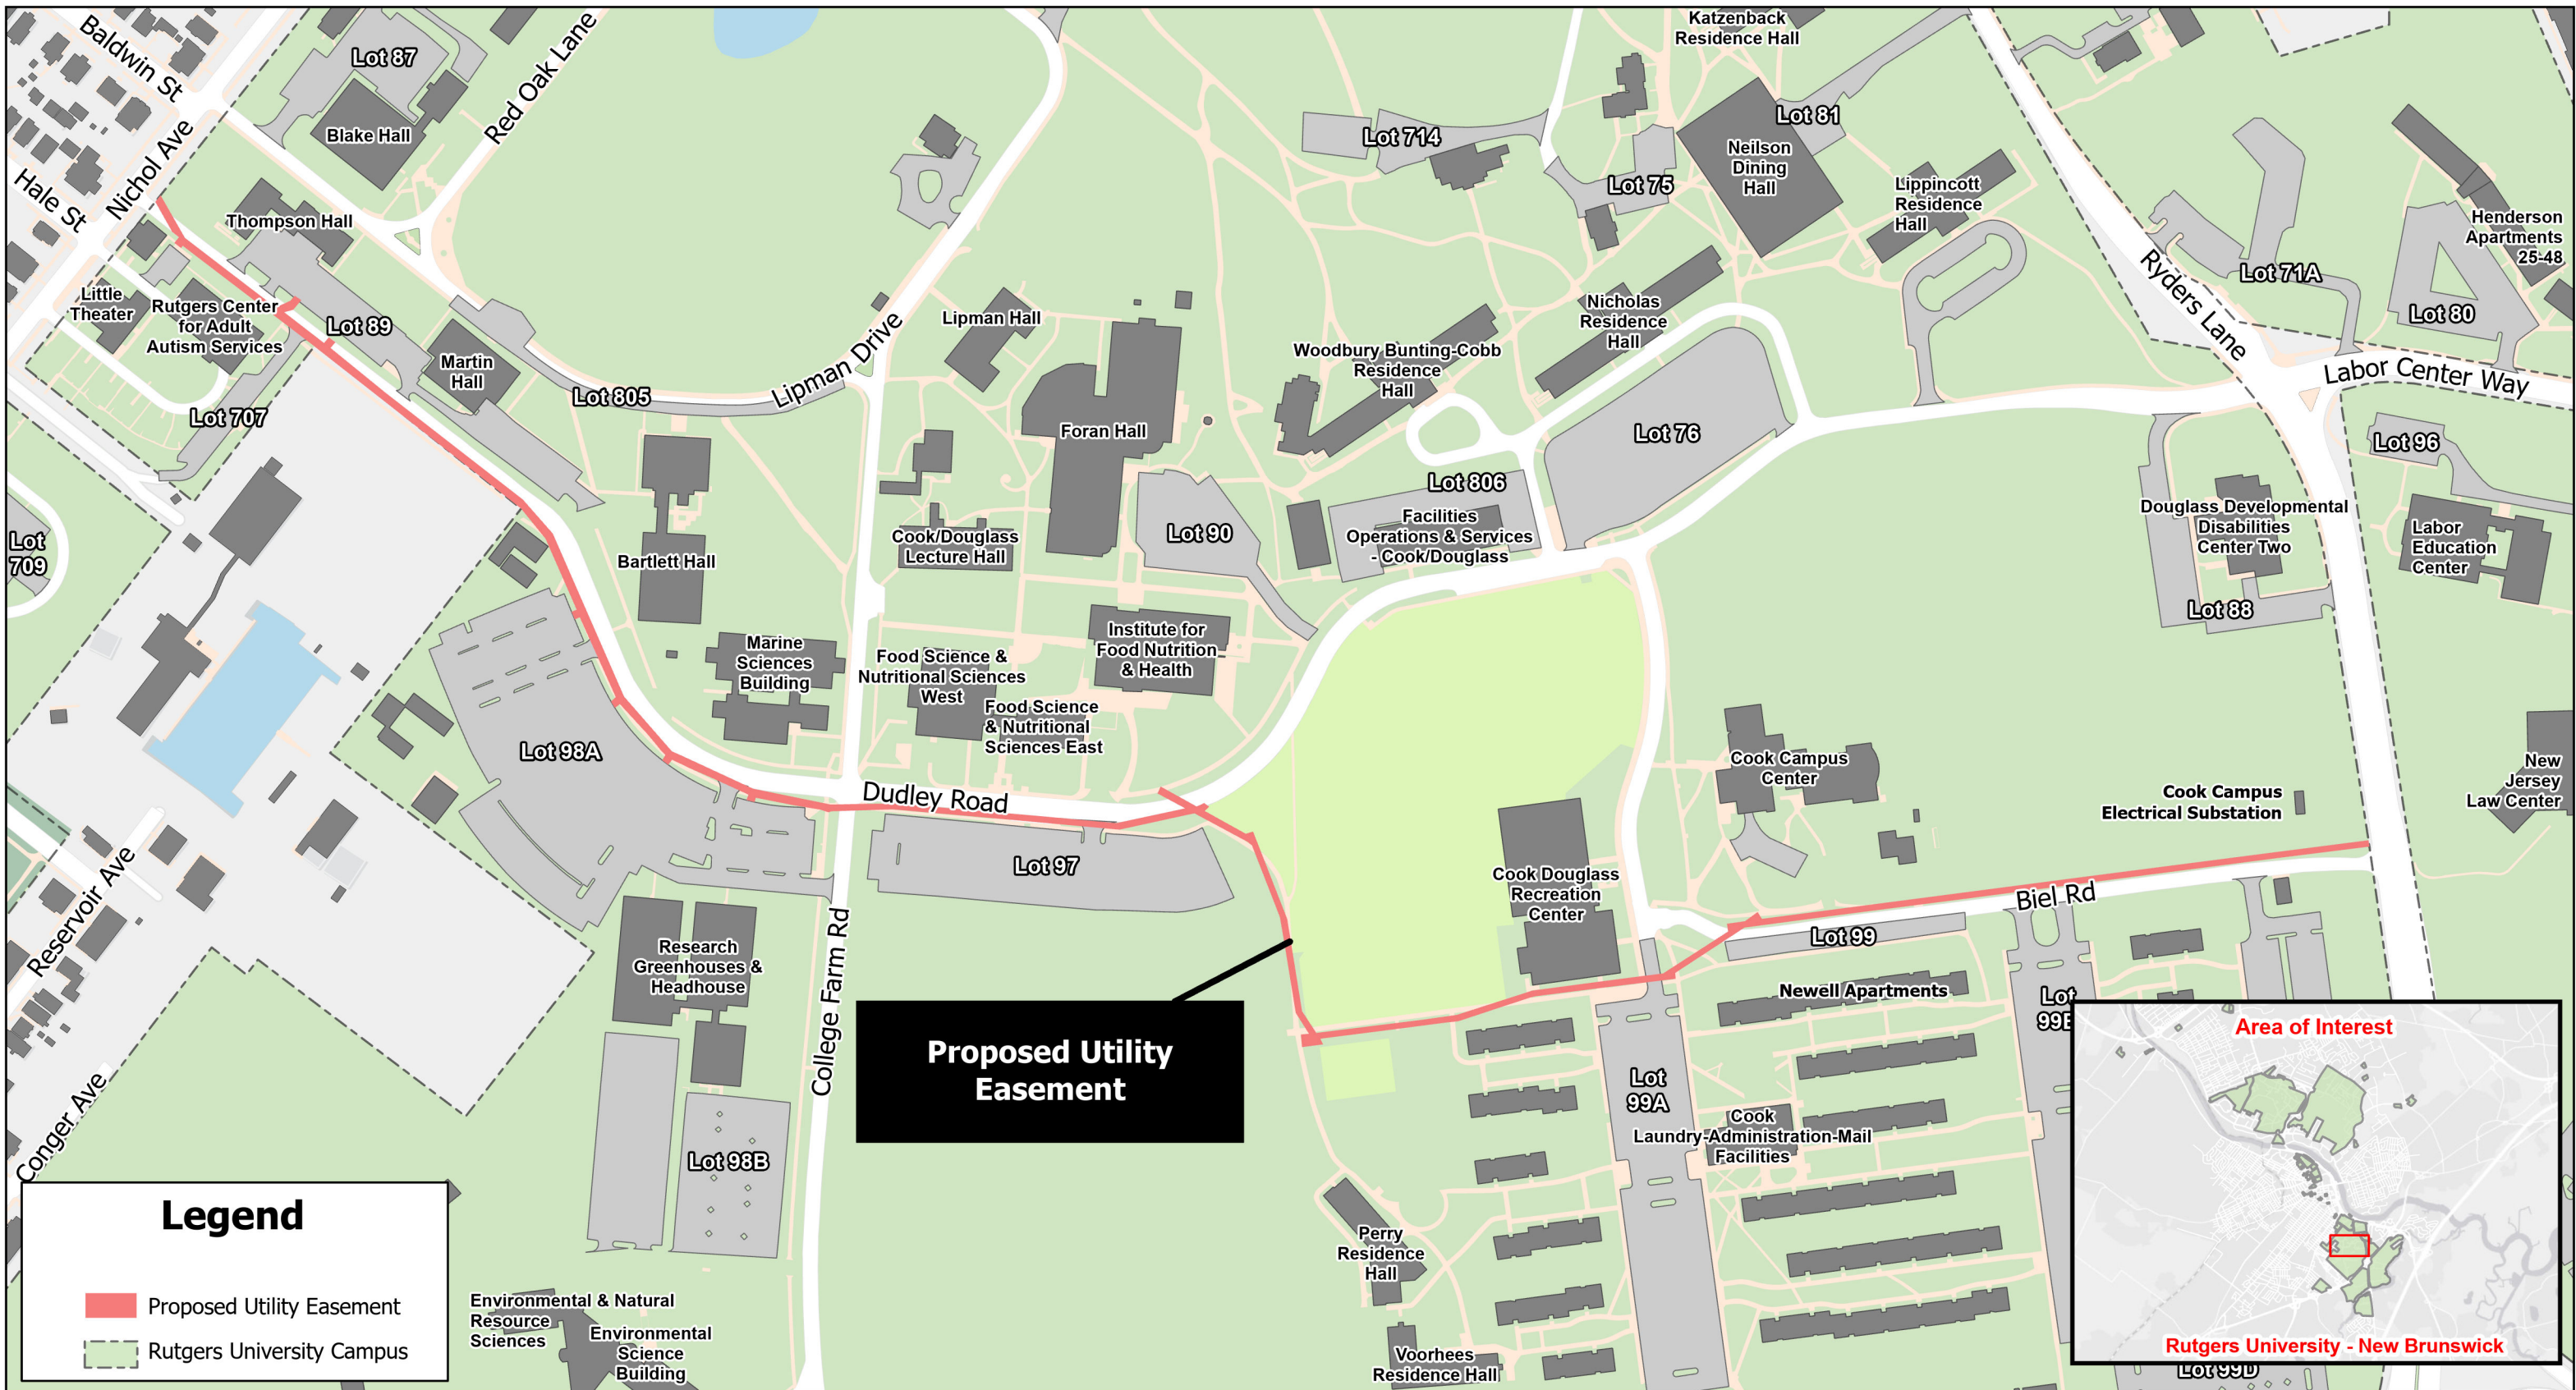 Baldwin St
Lot 87
Red Oak Lane
Blake Hall
Nichol Ave
Hale St
Thompson Hall
Little
Theater
Rutgers Center
for Adult
Autism Services
Lot 89
Martin
Hall
Lot 707
Lot 805
Lipman Drive
Lipman Hall
Foran Hall
Katzenback
Residence Hall
Lot 714
Lot 81
Neilson
Dining
Hall
Lot 75
Lippincott
Residence
Hall
Nicholas
Residence
Hall
Woodbury Bunting-Cobb
Residence
Hall
Ryders Lane
Henderson
Apartments
25-48
Lot 71A
Lot 80
Labor Center Way
Lot 76
Lot 96
Lot 806
Facilities
Operations & Services
- Cook/Douglass
Lot 90
Cook/Douglass
Lecture Hall
Bartlett Hall
Lot
709
Douglass Developmental
Disabilities
Center Two
Labor
Education
Center
Lot 88
Marine
Sciences
Building
Food Science &
Nutritional Sciences
West
Institute for
Food Nutrition
& Health
Food Science
& Nutritional
Sciences East
Lot 98A
Dudley Road
Cook Campus
Center
New
Jersey
Law Center
Cook Campus
Electrical Substation
Lot 97
Cook Douglass
Recreation
Center
Biel Rd
Lot 99
Reservoir Ave
Research
Greenhouses &
Headhouse
College Farm Rd
Newell Apartments
Lot
99B
Proposed Utility
Easement
Lot
99A
Cook
Laundry-Administration-Mail
Facilities
Conger Ave
Lot 98B
Perry
Residence
Hall
Voorhees
Residence Hall
Environmental & Natural
Resource
Sciences
Environmental
Science
Building
Legend
Proposed Utility Easement
Rutgers University Campus
Area of Interest
Rutgers University - New Brunswick
Lot 99D